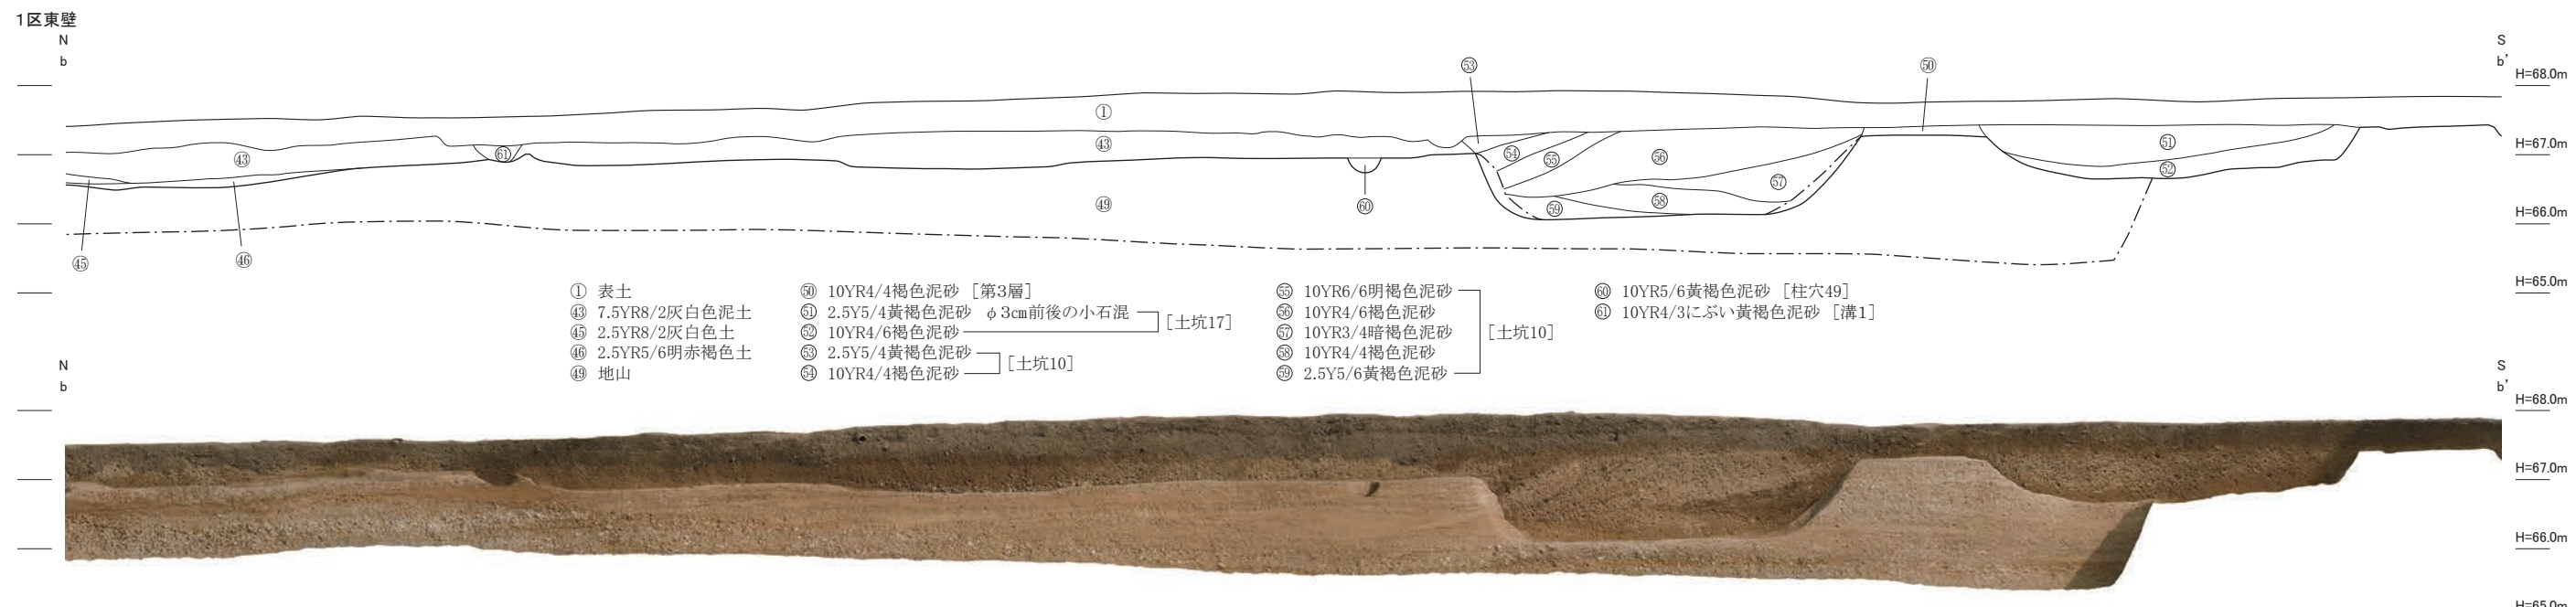 1区東壁
N
b
S
b’
H=68.0m
H=67.0m
H=66.0m
H=65.0m
㊾
㊿
①
㊸
㊸
61
54
55
56
57
58
59
51
52
60
53
㊺
㊻
① 表土
㊸ 7.5YR8/2灰白色泥土
㊺ 2.5YR8/2灰白色土
㊻ 2.5YR5/6明赤褐色土
㊾ 地山
㊿ 10YR4/4褐色泥砂 [第3層]
51 2.5Y5/4黃褐色泥砂 φ3㎝前後の小石混
52 10YR4/6褐色泥砂
[土坑17]
53 2.5Y5/4黃褐色泥砂
54 10YR4/4褐色泥砂
[土坑10]
55 10YR6/6明褐色泥砂
56 10YR4/6褐色泥砂
57 10YR3/4暗褐色泥砂
58 10YR4/4褐色泥砂
59 2.5Y5/6黃褐色泥砂
[土坑10]
60 10YR5/6黃褐色泥砂 [柱穴49]
61 10YR4/3にぶい黃褐色泥砂 [溝1]
N
b
S
b’
H=68.0m
H=67.0m
H=66.0m
H=65.0m